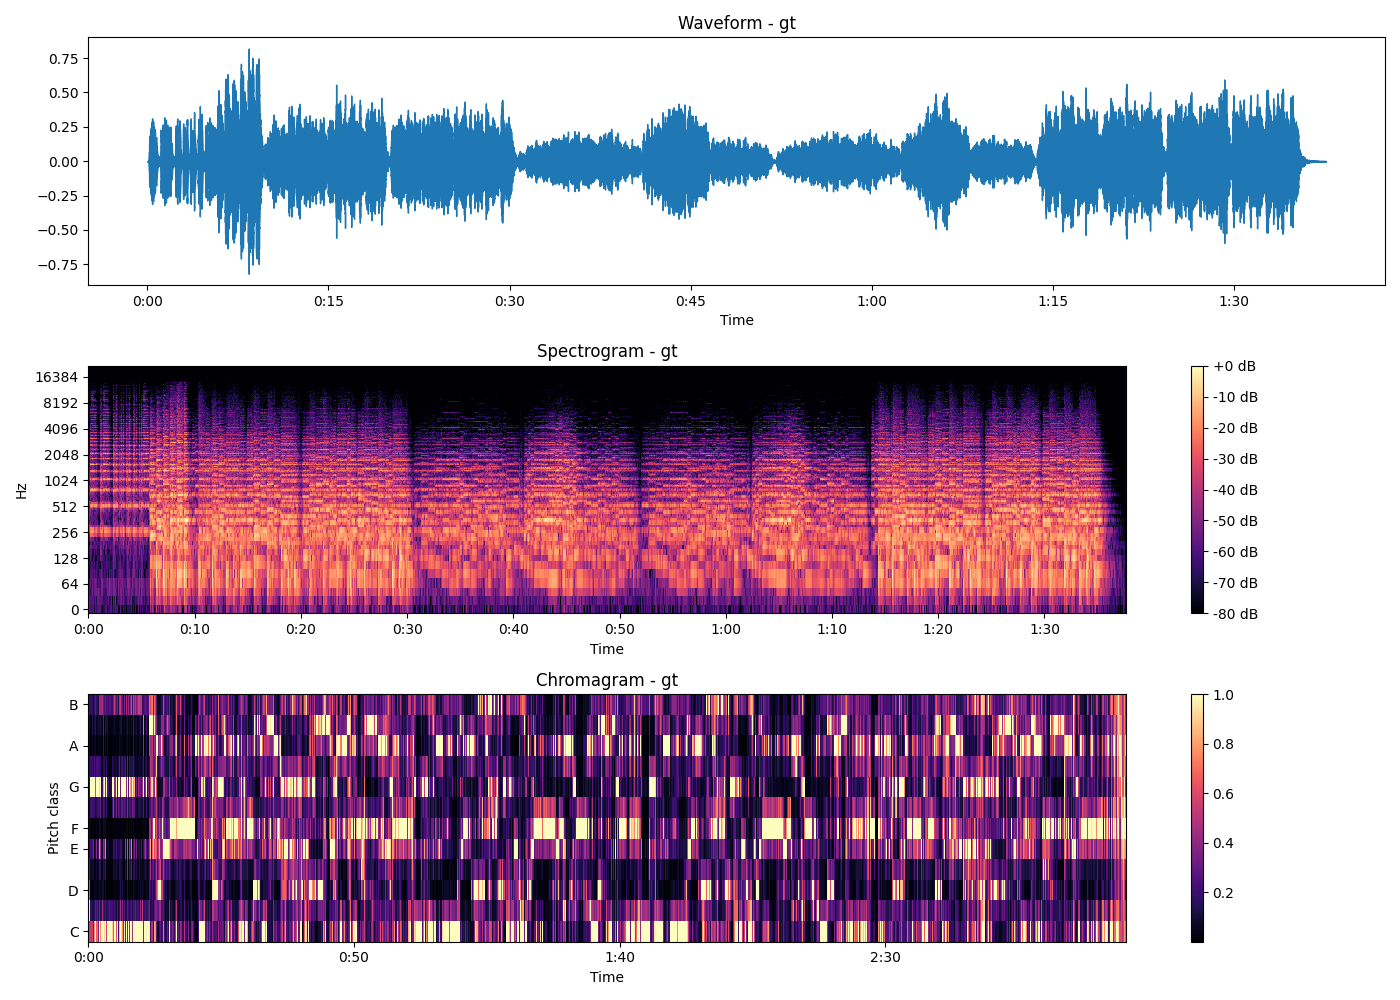 Waveform - gt
0.75
0.50
0.25
0.00
−0.25
−0.50
−0.75
0:00 0:15 0:30 0:45 1:00 1:15 1:30
Time
Spectrogram - gt
Hz
16384
8192
4096
2048
1024
512
256
128
64
0
0:00 0:10 0:20 0:30 0:40 0:50 1:00 1:10 1:20 1:30
Time
+0 dB
-10 dB
-20 dB
-30 dB
-40 dB
-50 dB
-60 dB
-70 dB
-80 dB
Chromagram - gt
Pitch class
B
A
G
F
E
D
C
0:00 0:50 1:40 2:30
Time
1.0
0.8
0.6
0.4
0.2